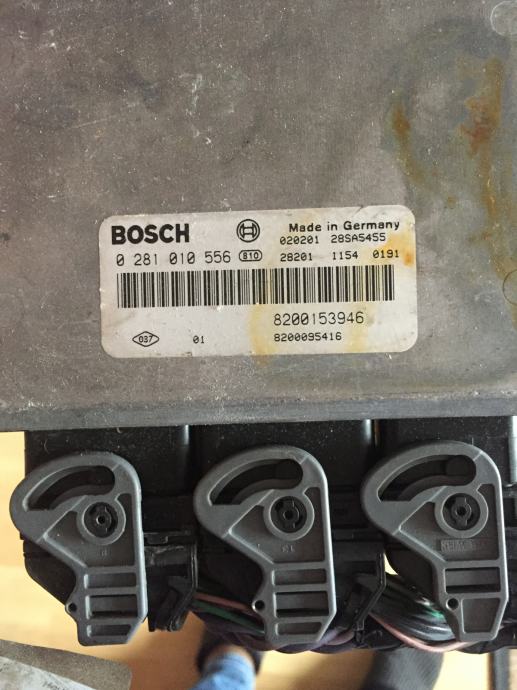 BOSCH
Made in Germany
020201 28SA5455
0 281 010 556 810
28201 1154 0191
8200153946
037 01 8200095416